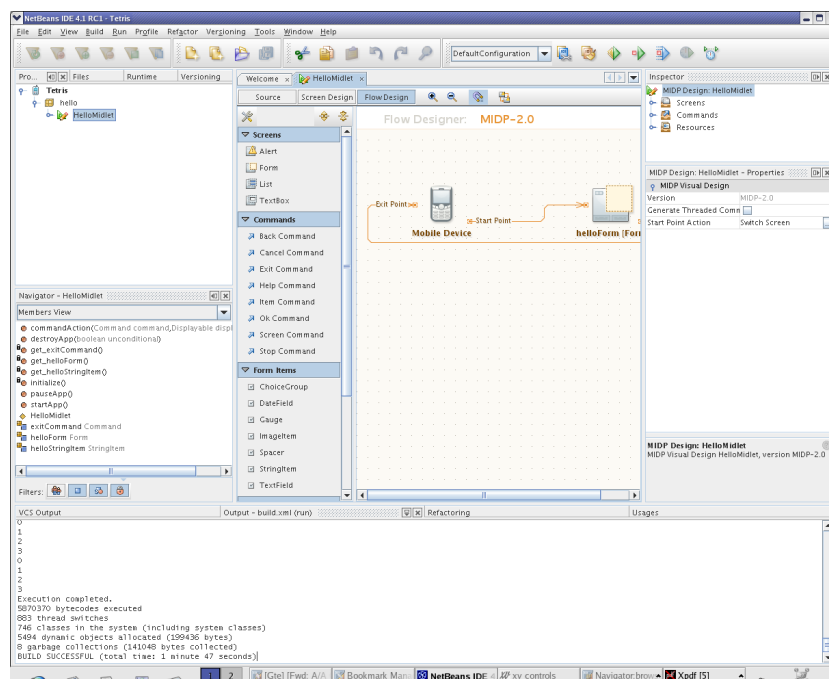 NetBeans IDE 4.1 RC1 - Tetris
File Edit View Build Run Profile Refactor Versioning Tools Window Help
DefaultConfiguration
Pro... Files Runtime Versioning
Welcome HelloMidlet
Inspector
Tetris
hello
HelloMidlet
Source Screen Design Flow Design
MIDP Design: HelloMidlet
Screens
Commands
Resources
Flow Designer: MIDP-2.0
Screens
Alert
Form
List
TextBox
Commands
Back Command
Cancel Command
Exit Command
Help Command
Item Command
Ok Command
Screen Command
Stop Command
Form Items
ChoiceGroup
DateField
Gauge
ImageItem
Spacer
StringItem
TextField
Exit Point
Start Point
Mobile Device
helloForm [Forr
MIDP Design: HelloMidlet - Properties
MIDP Visual Design
Version MIDP-2.0
Generate Threaded Comn
Start Point Action Switch Screen
MIDP Design: HelloMidlet
MIDP Visual Design HelloMidlet, version MIDP-2.0
Navigator - HelloMidlet
Members View
commandAction(Command command,Displayable displ
destroyApp(boolean unconditional)
get_exitCommand()
get_helloForm()
get_helloStringItem()
initialize()
pauseApp()
startApp()
HelloMidlet
exitCommand Command
helloForm Form
helloStringItem StringItem
Filters:
VCS Output Output - build.xml (run) Refactoring Usages
0
1
2
3
0
1
2
3
Execution completed.
5870370 bytecodes executed
883 thread switches
746 classes in the system (including system classes)
5494 dynamic objects allocated (199436 bytes)
8 garbage collections (141048 bytes collected)
BUILD SUCCESSFUL (total time: 1 minute 47 seconds)
1 2 [Gtel [Fwd: A/A Bookmark Mana NetBeans IDE 4 xv controls Navigator:brow Xpdf [5]